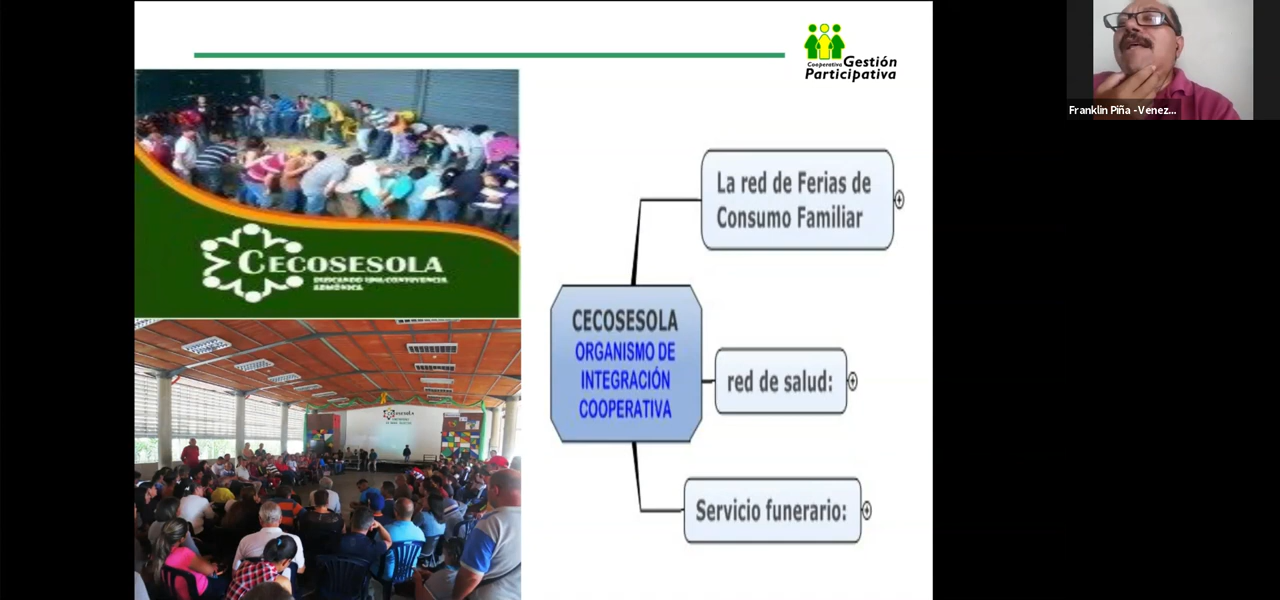 Cooperativa Gestión
Participativa
Franklin Piña -Venez...
CECOSESOLA
BUSCANDO UNA CONVIVENCIA
ARMÓNICA
La red de Ferias de
Consumo Familiar
CECOSESOLA
ORGANISMO DE
INTEGRACIÓN
COOPERATIVA
red de salud:
Servicio funerario: